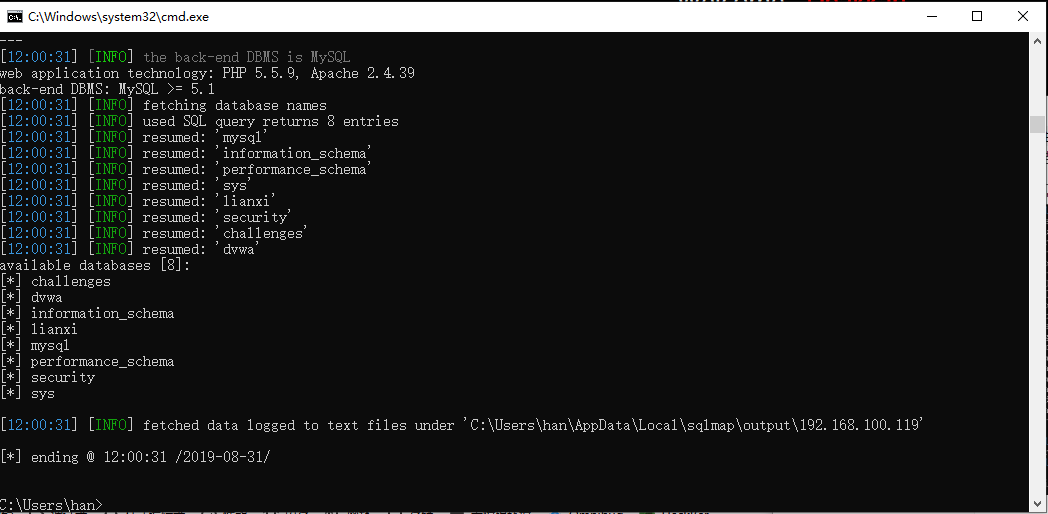 C:\Windows\system32\cmd.exe
---
[12:00:31] [INFO] the back-end DBMS is MySQL
web application technology: PHP 5.5.9, Apache 2.4.39
back-end DBMS: MySQL >= 5.1
[12:00:31] [INFO] fetching database names
[12:00:31] [INFO] used SQL query returns 8 entries
[12:00:31] [INFO] resumed: 'mysql'
[12:00:31] [INFO] resumed: 'information_schema'
[12:00:31] [INFO] resumed: 'performance_schema'
[12:00:31] [INFO] resumed: 'sys'
[12:00:31] [INFO] resumed: 'lianxi'
[12:00:31] [INFO] resumed: 'security'
[12:00:31] [INFO] resumed: 'challenges'
[12:00:31] [INFO] resumed: 'dvwa'
available databases [8]:
[*] challenges
[*] dvwa
[*] information_schema
[*] lianxi
[*] mysql
[*] performance_schema
[*] security
[*] sys
[12:00:31] [INFO] fetched data logged to text files under 'C:\Users\han\AppData\Local\sqlmap\output\192.168.100.119'
[*] ending @ 12:00:31 /2019-08-31/
C:\Users\han>